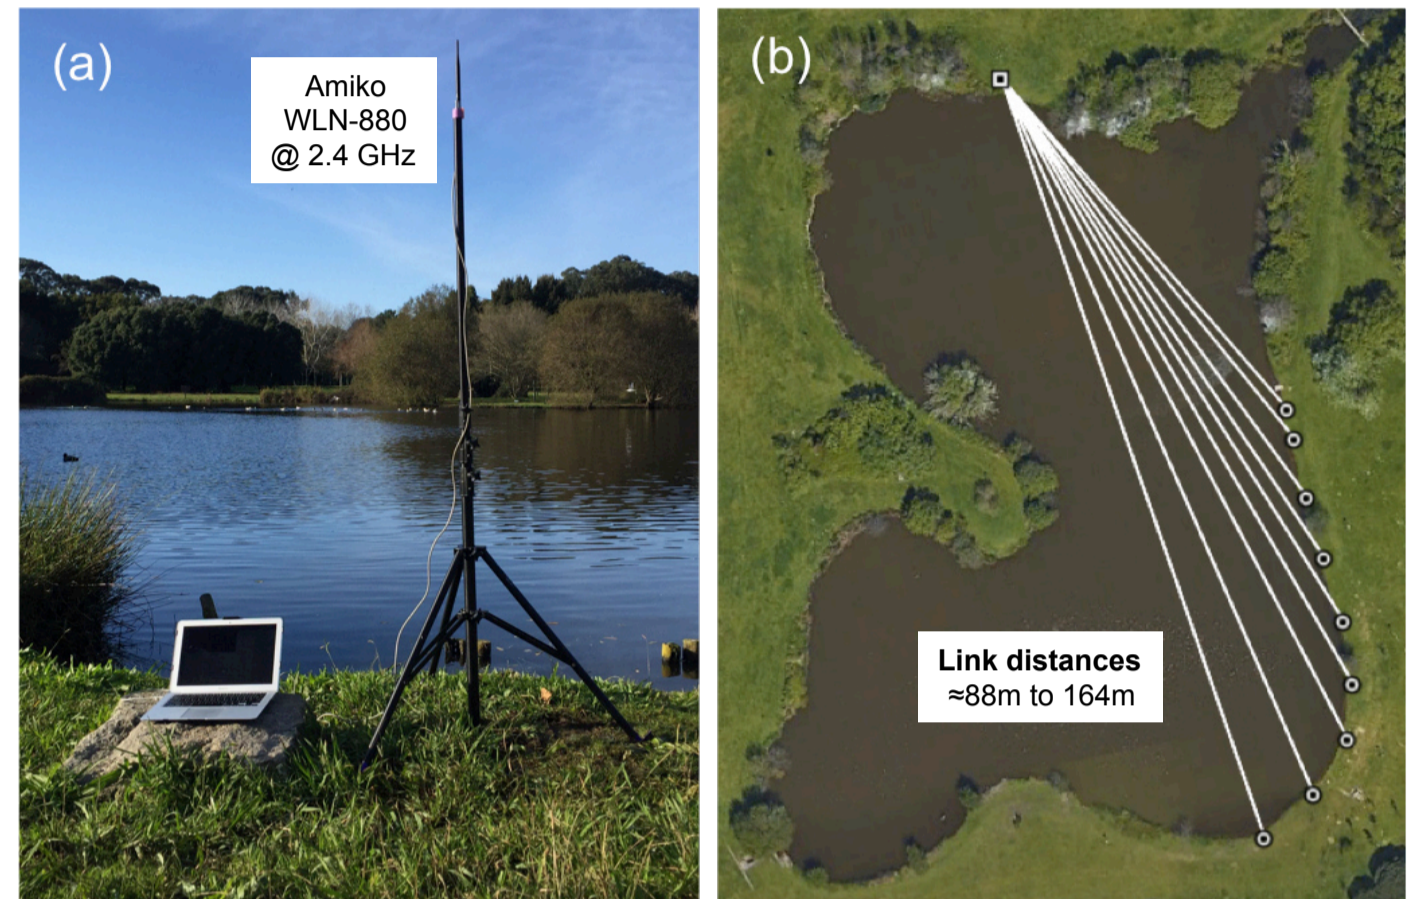 (a)
Amiko
WLN-880
@ 2.4 GHz
(b)
Link distances
≈88m to 164m